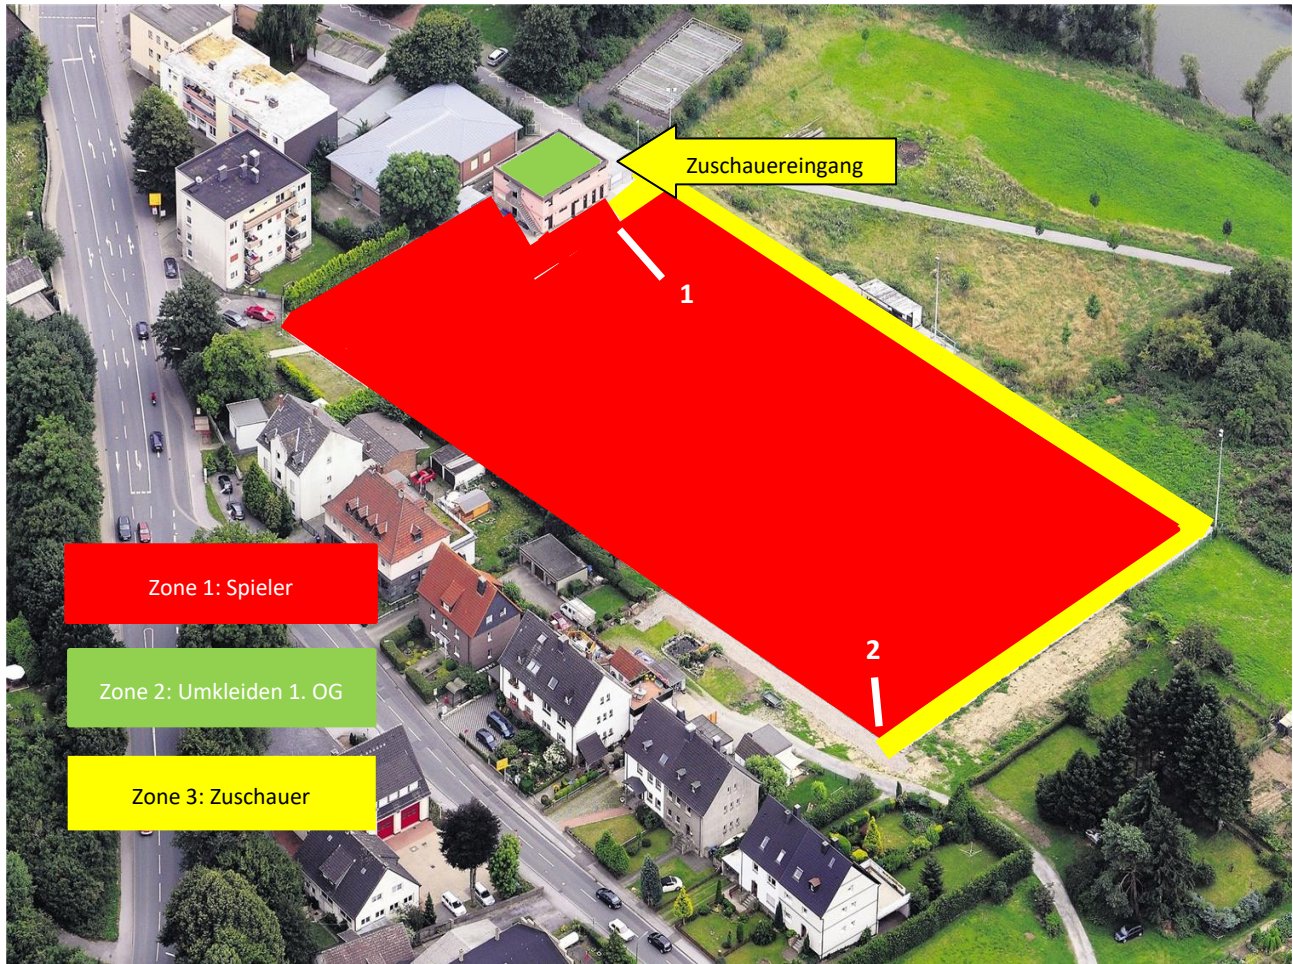 Zuschauereingang
1
Zone 1: Spieler
2
Zone 2: Umkleiden 1. OG
Zone 3: Zuschauer